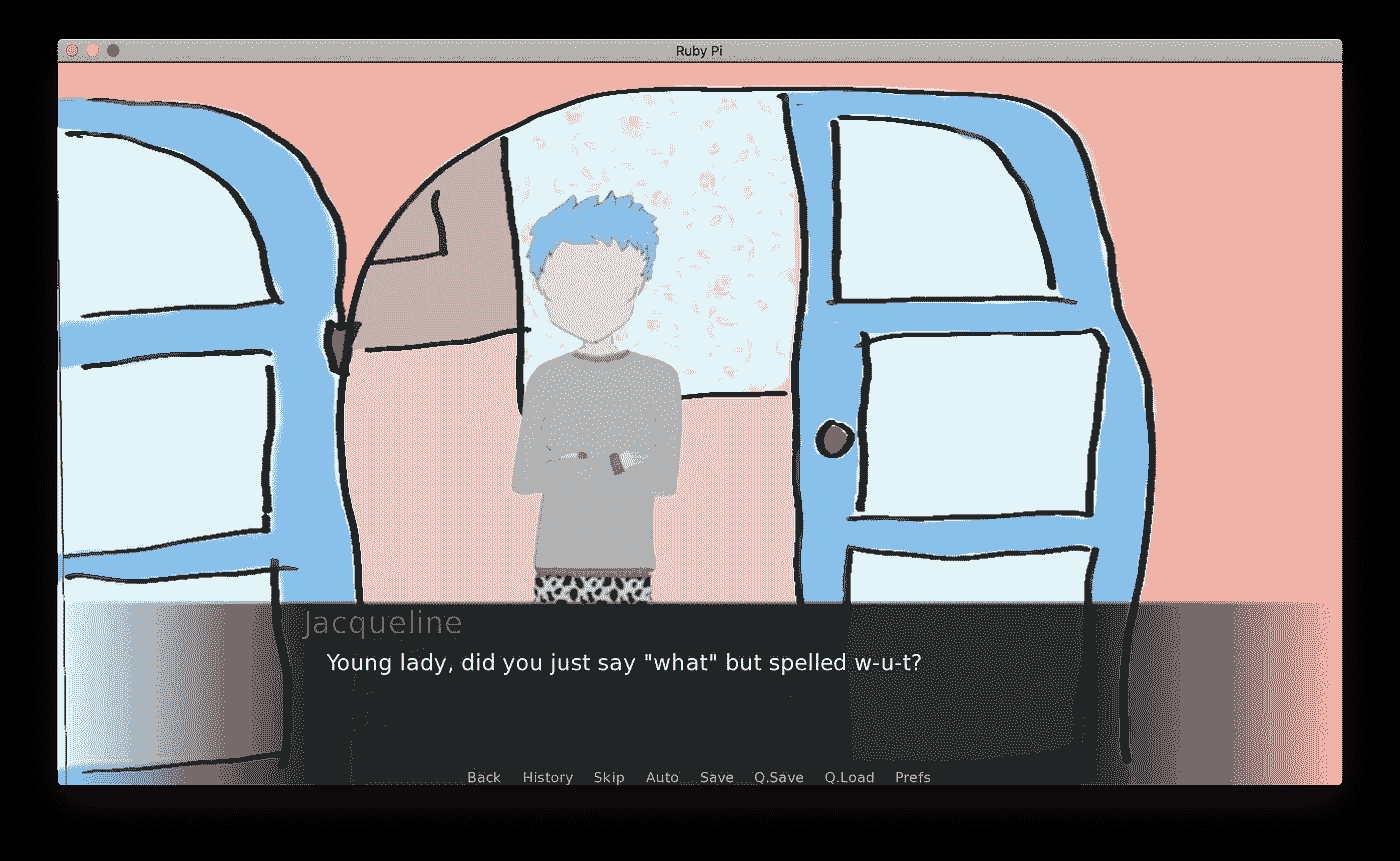 Ruby Pi
Jacqueline
Young lady, did you just say "what" but spelled w-u-t?
Back History Skip Auto Save Q.Save Q.Load Prefs